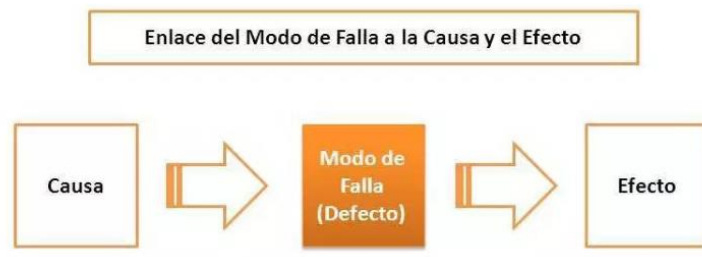 Enlace del Modo de Falla a la Causa y el Efecto
Causa
Modo de
Falla
(Defecto)
Efecto